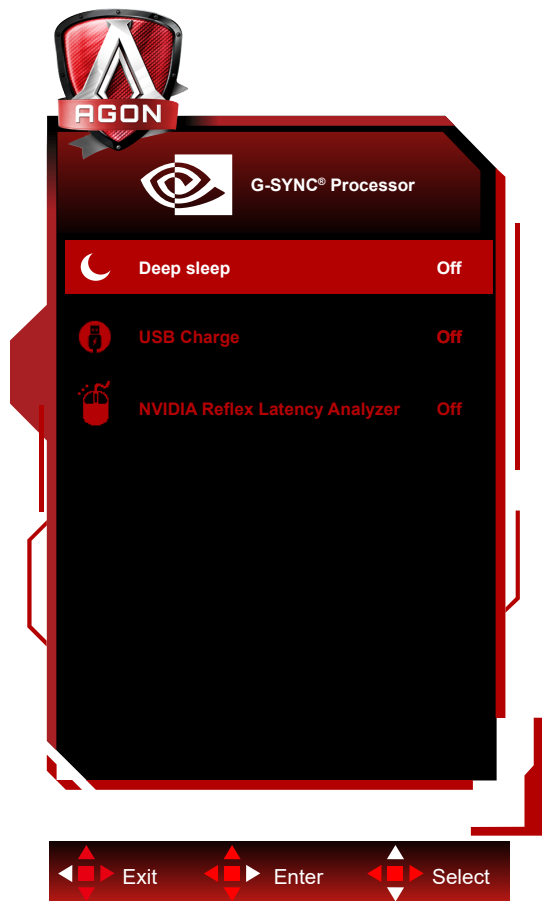 AGON
G-SYNC® Processor
Deep sleep Off
USB Charge Off
NVIDIA Reflex Latency Analyzer Off
Exit Enter Select